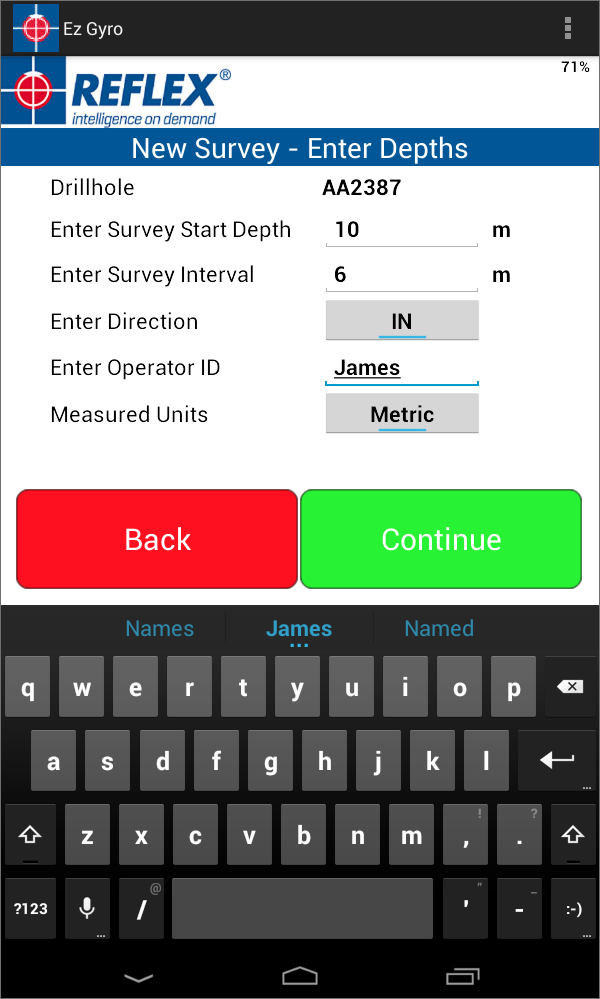 Ez Gyro
71%
REFLEX®
intelligence on demand
New Survey - Enter Depths
Drillhole AA2387
Enter Survey Start Depth 10 m
Enter Survey Interval 6 m
Enter Direction IN
Enter Operator ID James
Measured Units Metric
Back Continue
Names James Named
q w e r t y u i o p
a s d f g h j k l
...
! ?
z x c v b n m , .
@ " _
?123 / ' - :-)
... ...